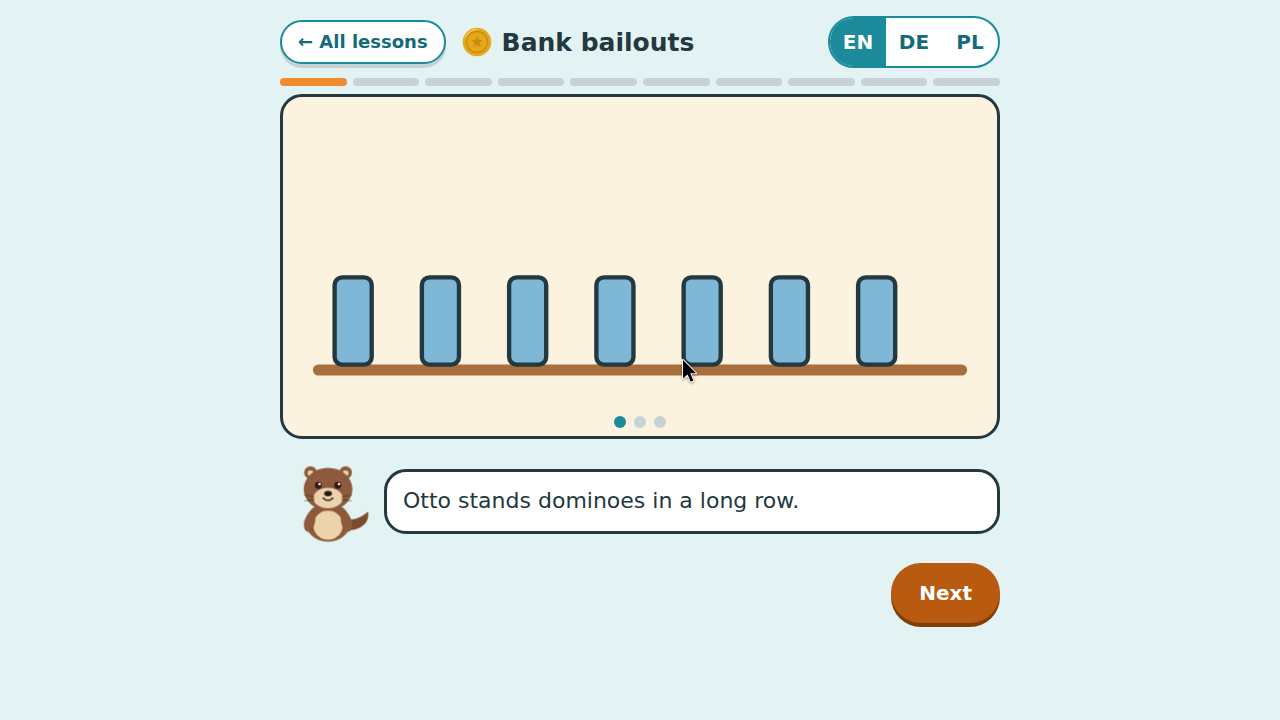 ← All lessons
Bank bailouts
EN DE PL
Otto stands dominoes in a long row.
Next